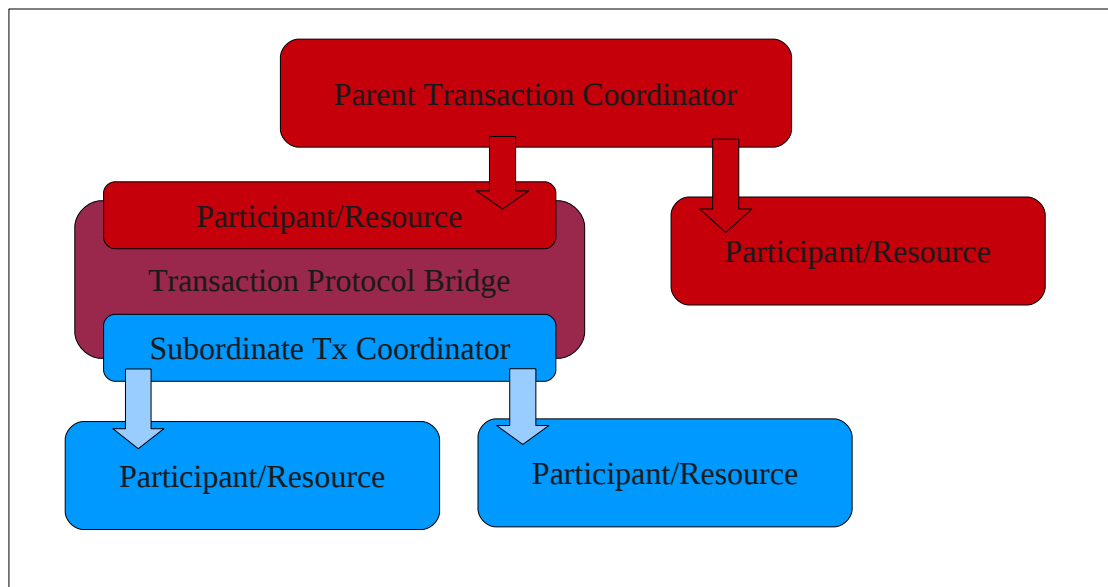 Parent Transaction Coordinator
Participant/Resource
Participant/Resource
Transaction Protocol Bridge
Subordinate Tx Coordinator
Participant/Resource
Participant/Resource